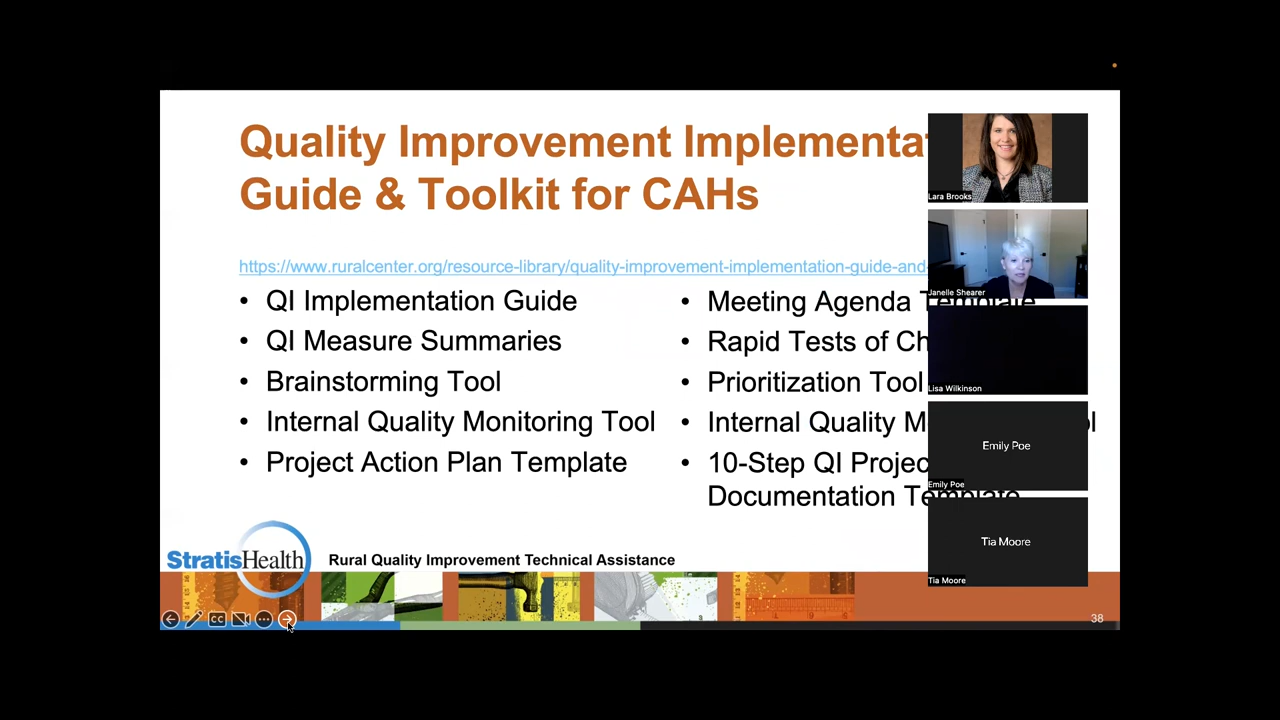 Quality Improvement
Guide & Toolkit for CAHs
https://www.ruralcenter.org/resource-library/quality-improvement-implementation-guide-and-
• QI Implementation Guide
• QI Measure Summaries
• Brainstorming Tool
• Internal Quality Monitoring Tool
• Project Action Plan Template
• Meeting Agenda Template
• Rapid Tests of
• Prioritization Tool
• Internal Quality
• 10-Step QI
Documentation Template
StratisHealth
Rural Quality Improvement Technical Assistance
CC
38
Lara Brooks
Janelle Shearer
Lisa Wilkinson
Emily Poe
Emily Poe
Tia Moore
Tia Moore